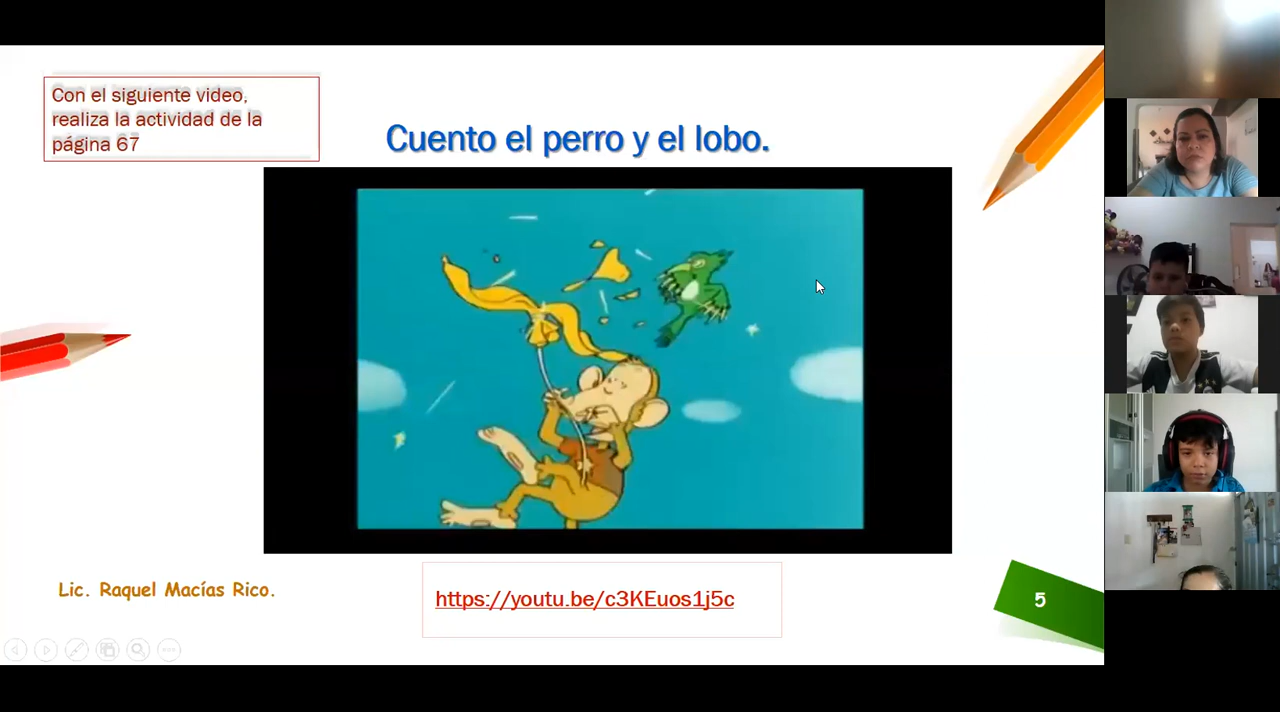 Con el siguiente video,
realiza la actividad de la
página 67
Cuento el perro y el lobo.
Lic. Raquel Macías Rico.
https://youtu.be/c3KEuos1j5c
5